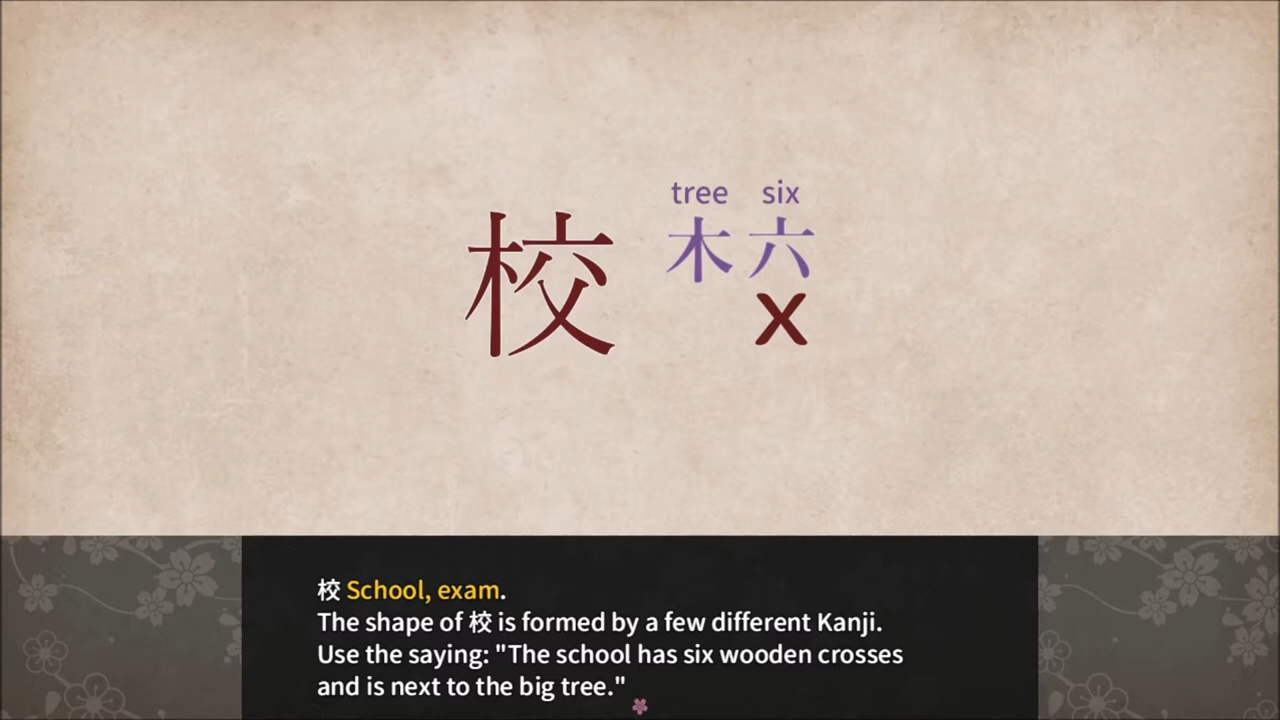 校
tree six
木 六
X
校 School, exam.
The shape of 校 is formed by a few different Kanji.
Use the saying: "The school has six wooden crosses
and is next to the big tree."